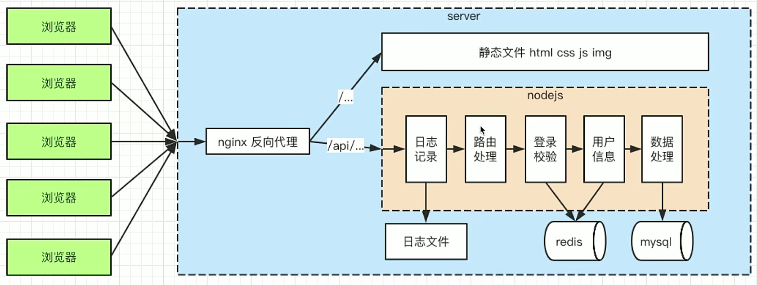 浏览器
浏览器
浏览器
浏览器
浏览器
server
nginx 反向代理
/...
/api/...
静态文件 html css js img
nodejs
日志
记录
路由
处理
登录
校验
用户
信息
数据
处理
日志文件
redis
mysql